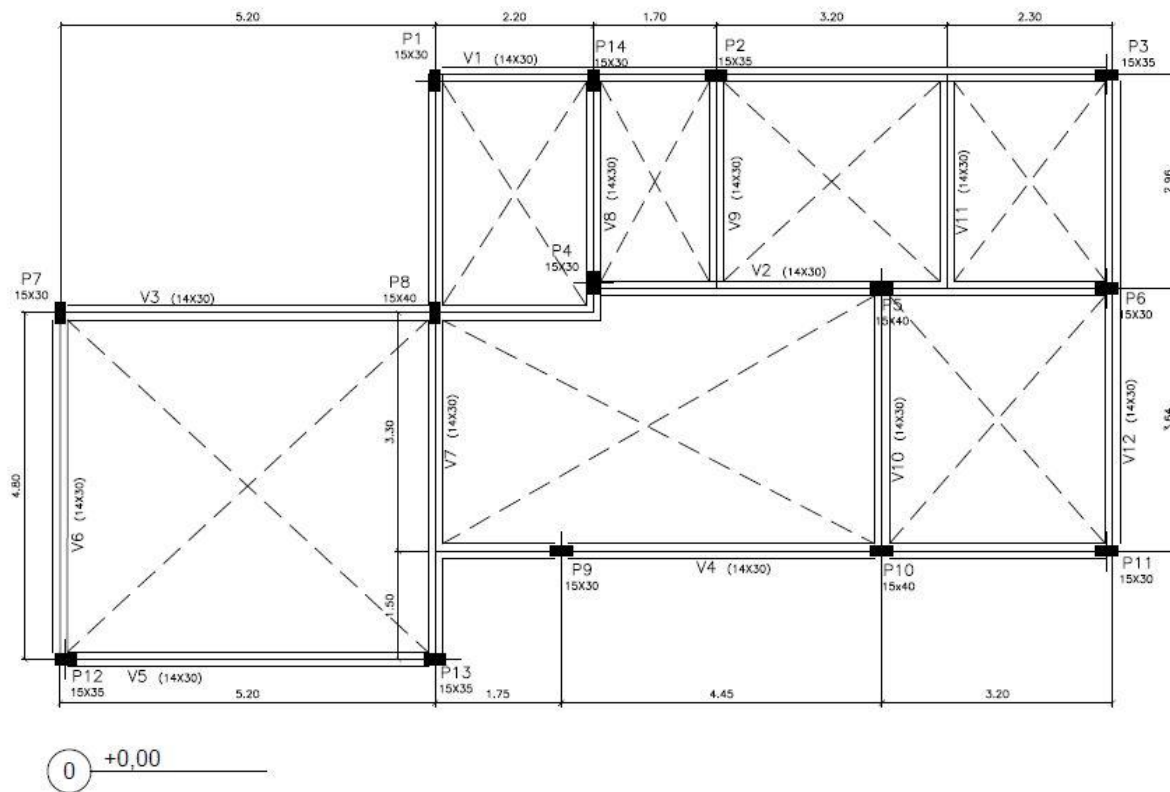 5.20
2.20
1.70
3.20
2.30
P1
15X30
V1 (14X30)
P14
15X30
P2
15X35
P3
15X35
V8 (14X30)
V9 (14X30)
V11 (14X30)
2.96
P4
15X30
V2 (14X30)
P7
15X30
V3 (14X30)
P8
15X40
P5
15X40
P6
15X30
4.80
V6 (14X30)
3.30
V7 (14X30)
V10 (14X30)
V12 (14X30)
3.64
P9
15X30
V4 (14X30)
P10
15x40
P11
15X30
1.50
P12
15X35
V5 (14X30)
P13
15X35
5.20
1.75
4.45
3.20
0
+0,00